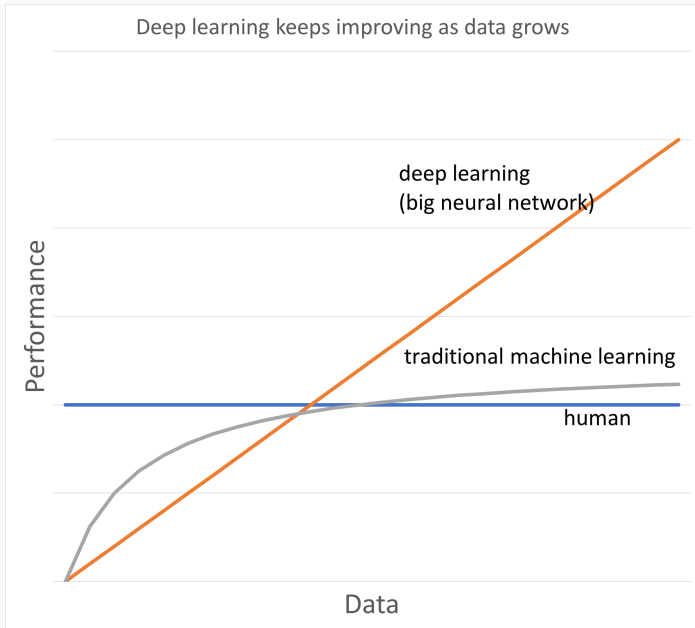 Deep learning keeps improving as data grows
deep learning
(big neural network)
Performance
traditional machine learning
human
Data